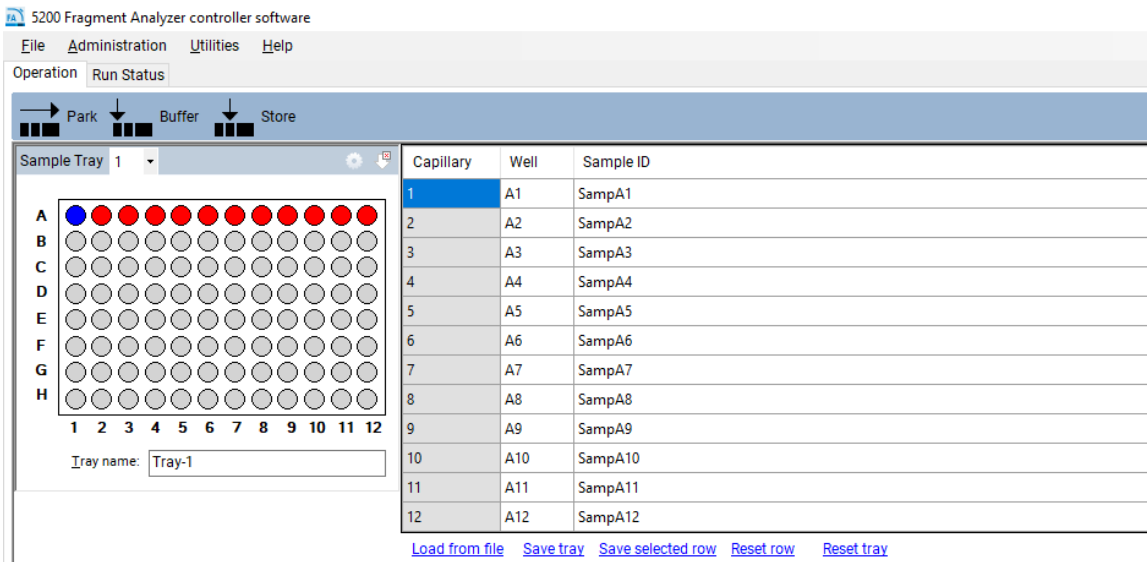 FA 5200 Fragment Analyzer controller software
File Administration Utilities Help
Operation Run Status
Park Buffer Store
Sample Tray 1
A
B
C
D
E
F
G
H
1 2 3 4 5 6 7 8 9 10 11 12
Tray name: Tray-1
Capillary Well Sample ID
1 A1 SampA1
2 A2 SampA2
3 A3 SampA3
4 A4 SampA4
5 A5 SampA5
6 A6 SampA6
7 A7 SampA7
8 A8 SampA8
9 A9 SampA9
10 A10 SampA10
11 A11 SampA11
12 A12 SampA12
Load from file Save tray Save selected row Reset row Reset tray